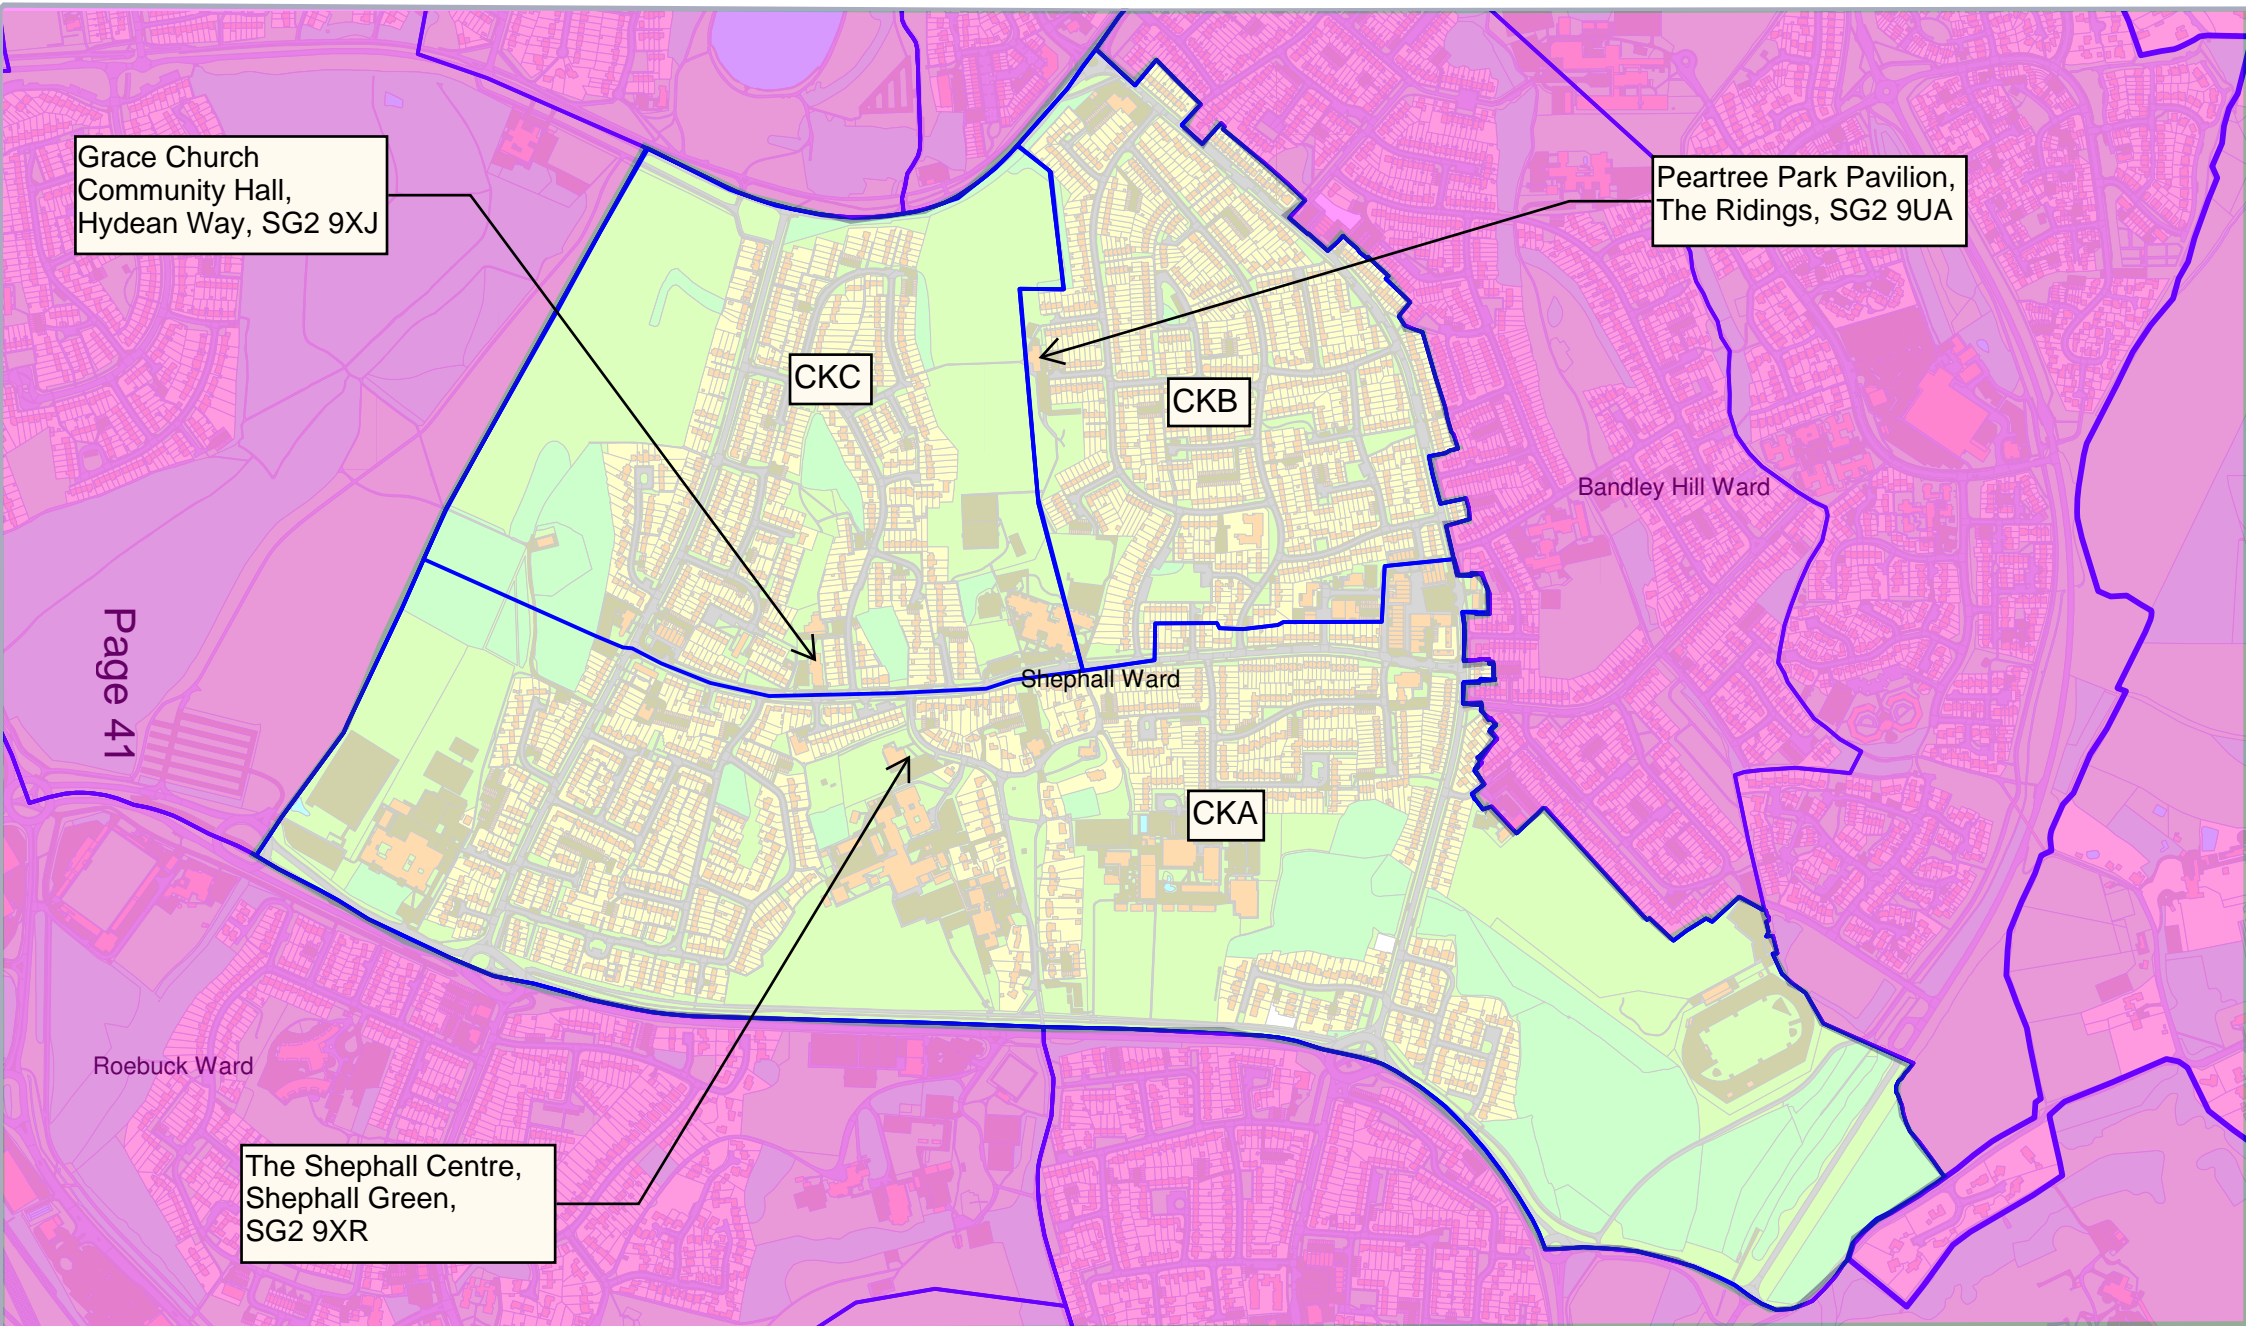 Grace Church
Community Hall,
Hydean Way, SG2 9XJ
Peartree Park Pavilion,
The Ridings, SG2 9UA
CKC
CKB
Bandley Hill Ward
Page 41
Shephall Ward
CKA
Roebuck Ward
The Shephall Centre,
Shephall Green,
SG2 9XR